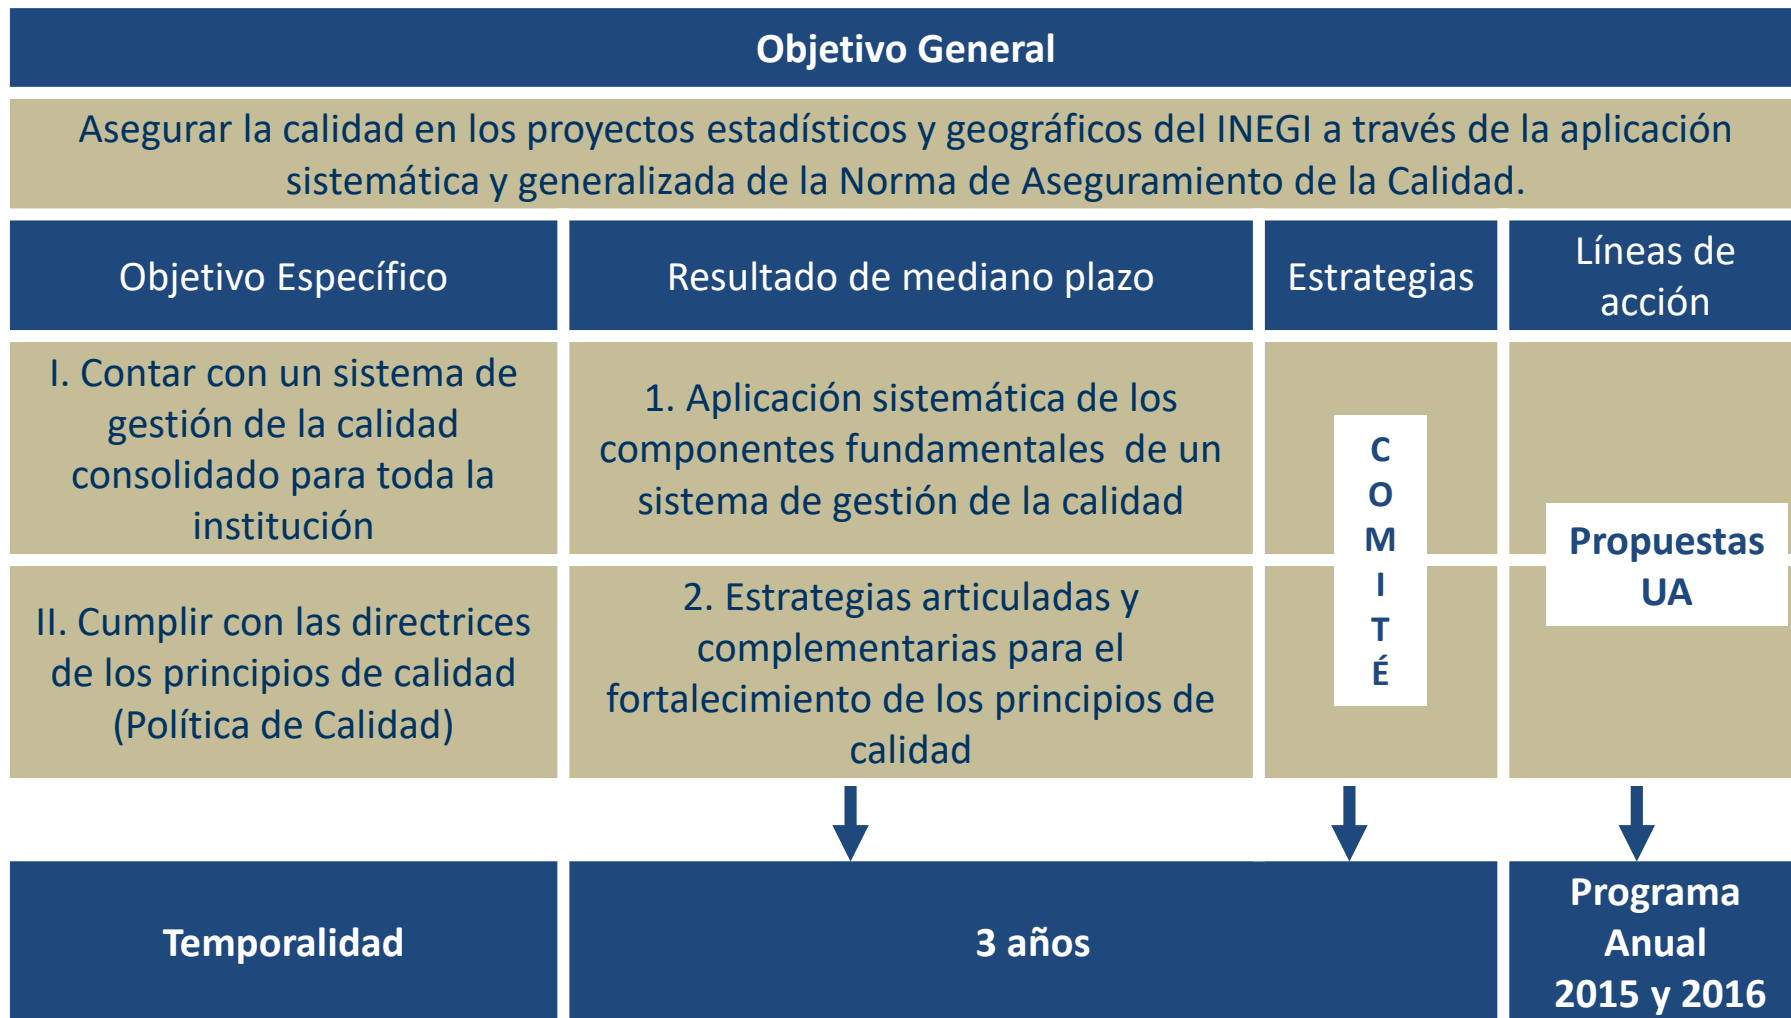 Objetivo General
Asegurar la calidad en los proyectos estadísticos y geográficos del INEGI a través de la aplicación
sistemática y generalizada de la Norma de Aseguramiento de la Calidad.
Objetivo Específico
Resultado de mediano plazo
Estrategias
Líneas de
acción
I. Contar con un sistema de
gestión de la calidad
consolidado para toda la
institución
1. Aplicación sistemática de los
componentes fundamentales de un
sistema de gestión de la calidad
II. Cumplir con las directrices
de los principios de calidad
(Política de Calidad)
2. Estrategias articuladas y
complementarias para el
fortalecimiento de los principios de
calidad
C
O
M
I
T
É
Propuestas
UA
Temporalidad
3 años
Programa
Anual
2015 y 2016